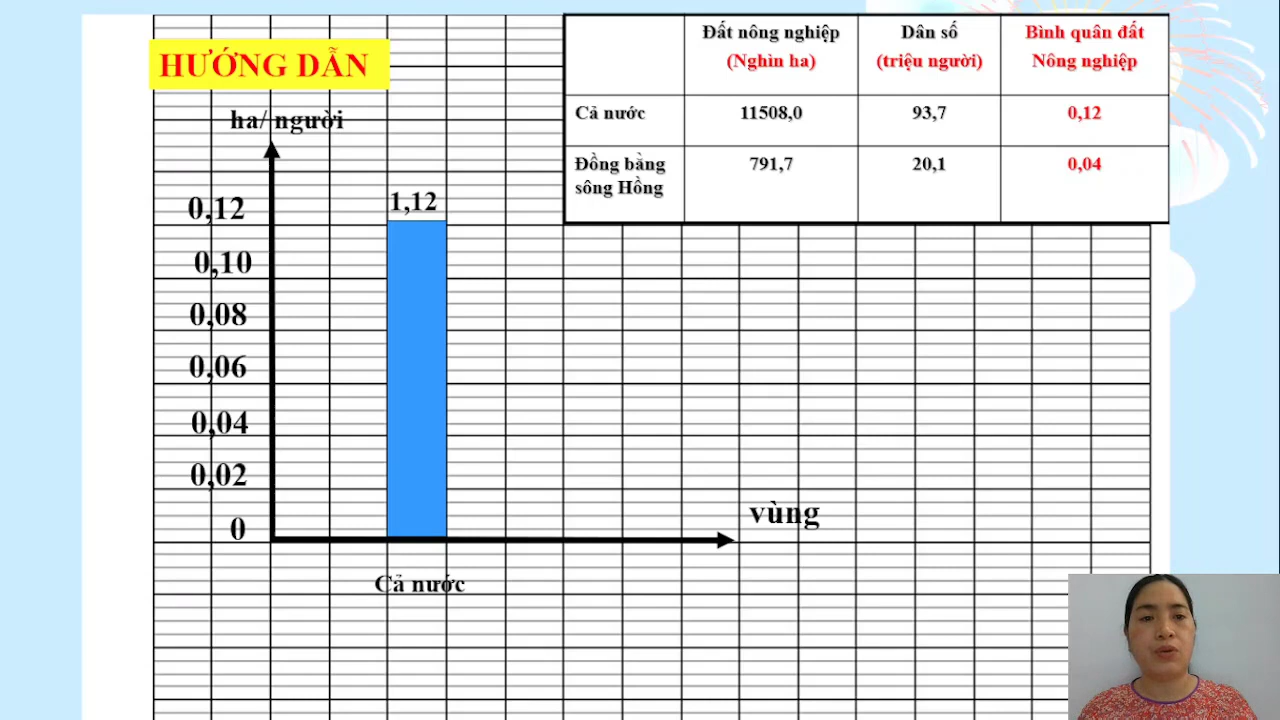 HƯỚNG DẪN
ha/ người
0,12
0,10
0,08
0,06
0,04
0,02
0
1,12
Cả nước
vùng
Đất nông nghiệp
(Nghìn ha)
Dân số
(triệu người)
Bình quân đất
Nông nghiệp
Cả nước
11508,0
93,7
0,12
Đồng bằng
sông Hồng
791,7
20,1
0,04